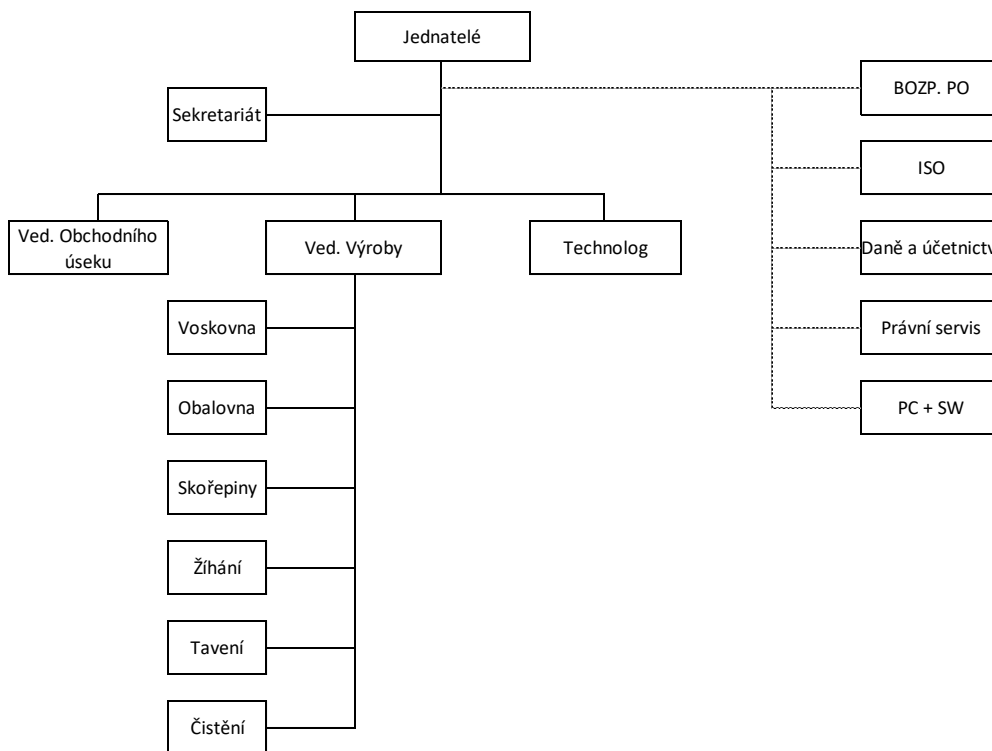 Jednatelé
BOZP. PO
Sekretariát
ISO
Ved. Obchodního
úseku
Ved. Výroby
Technolog
Daně a účetnictv
Voskovna
Právní servis
Obalovna
PC + SW
Skořepiny
Žíhání
Tavení
Čistění